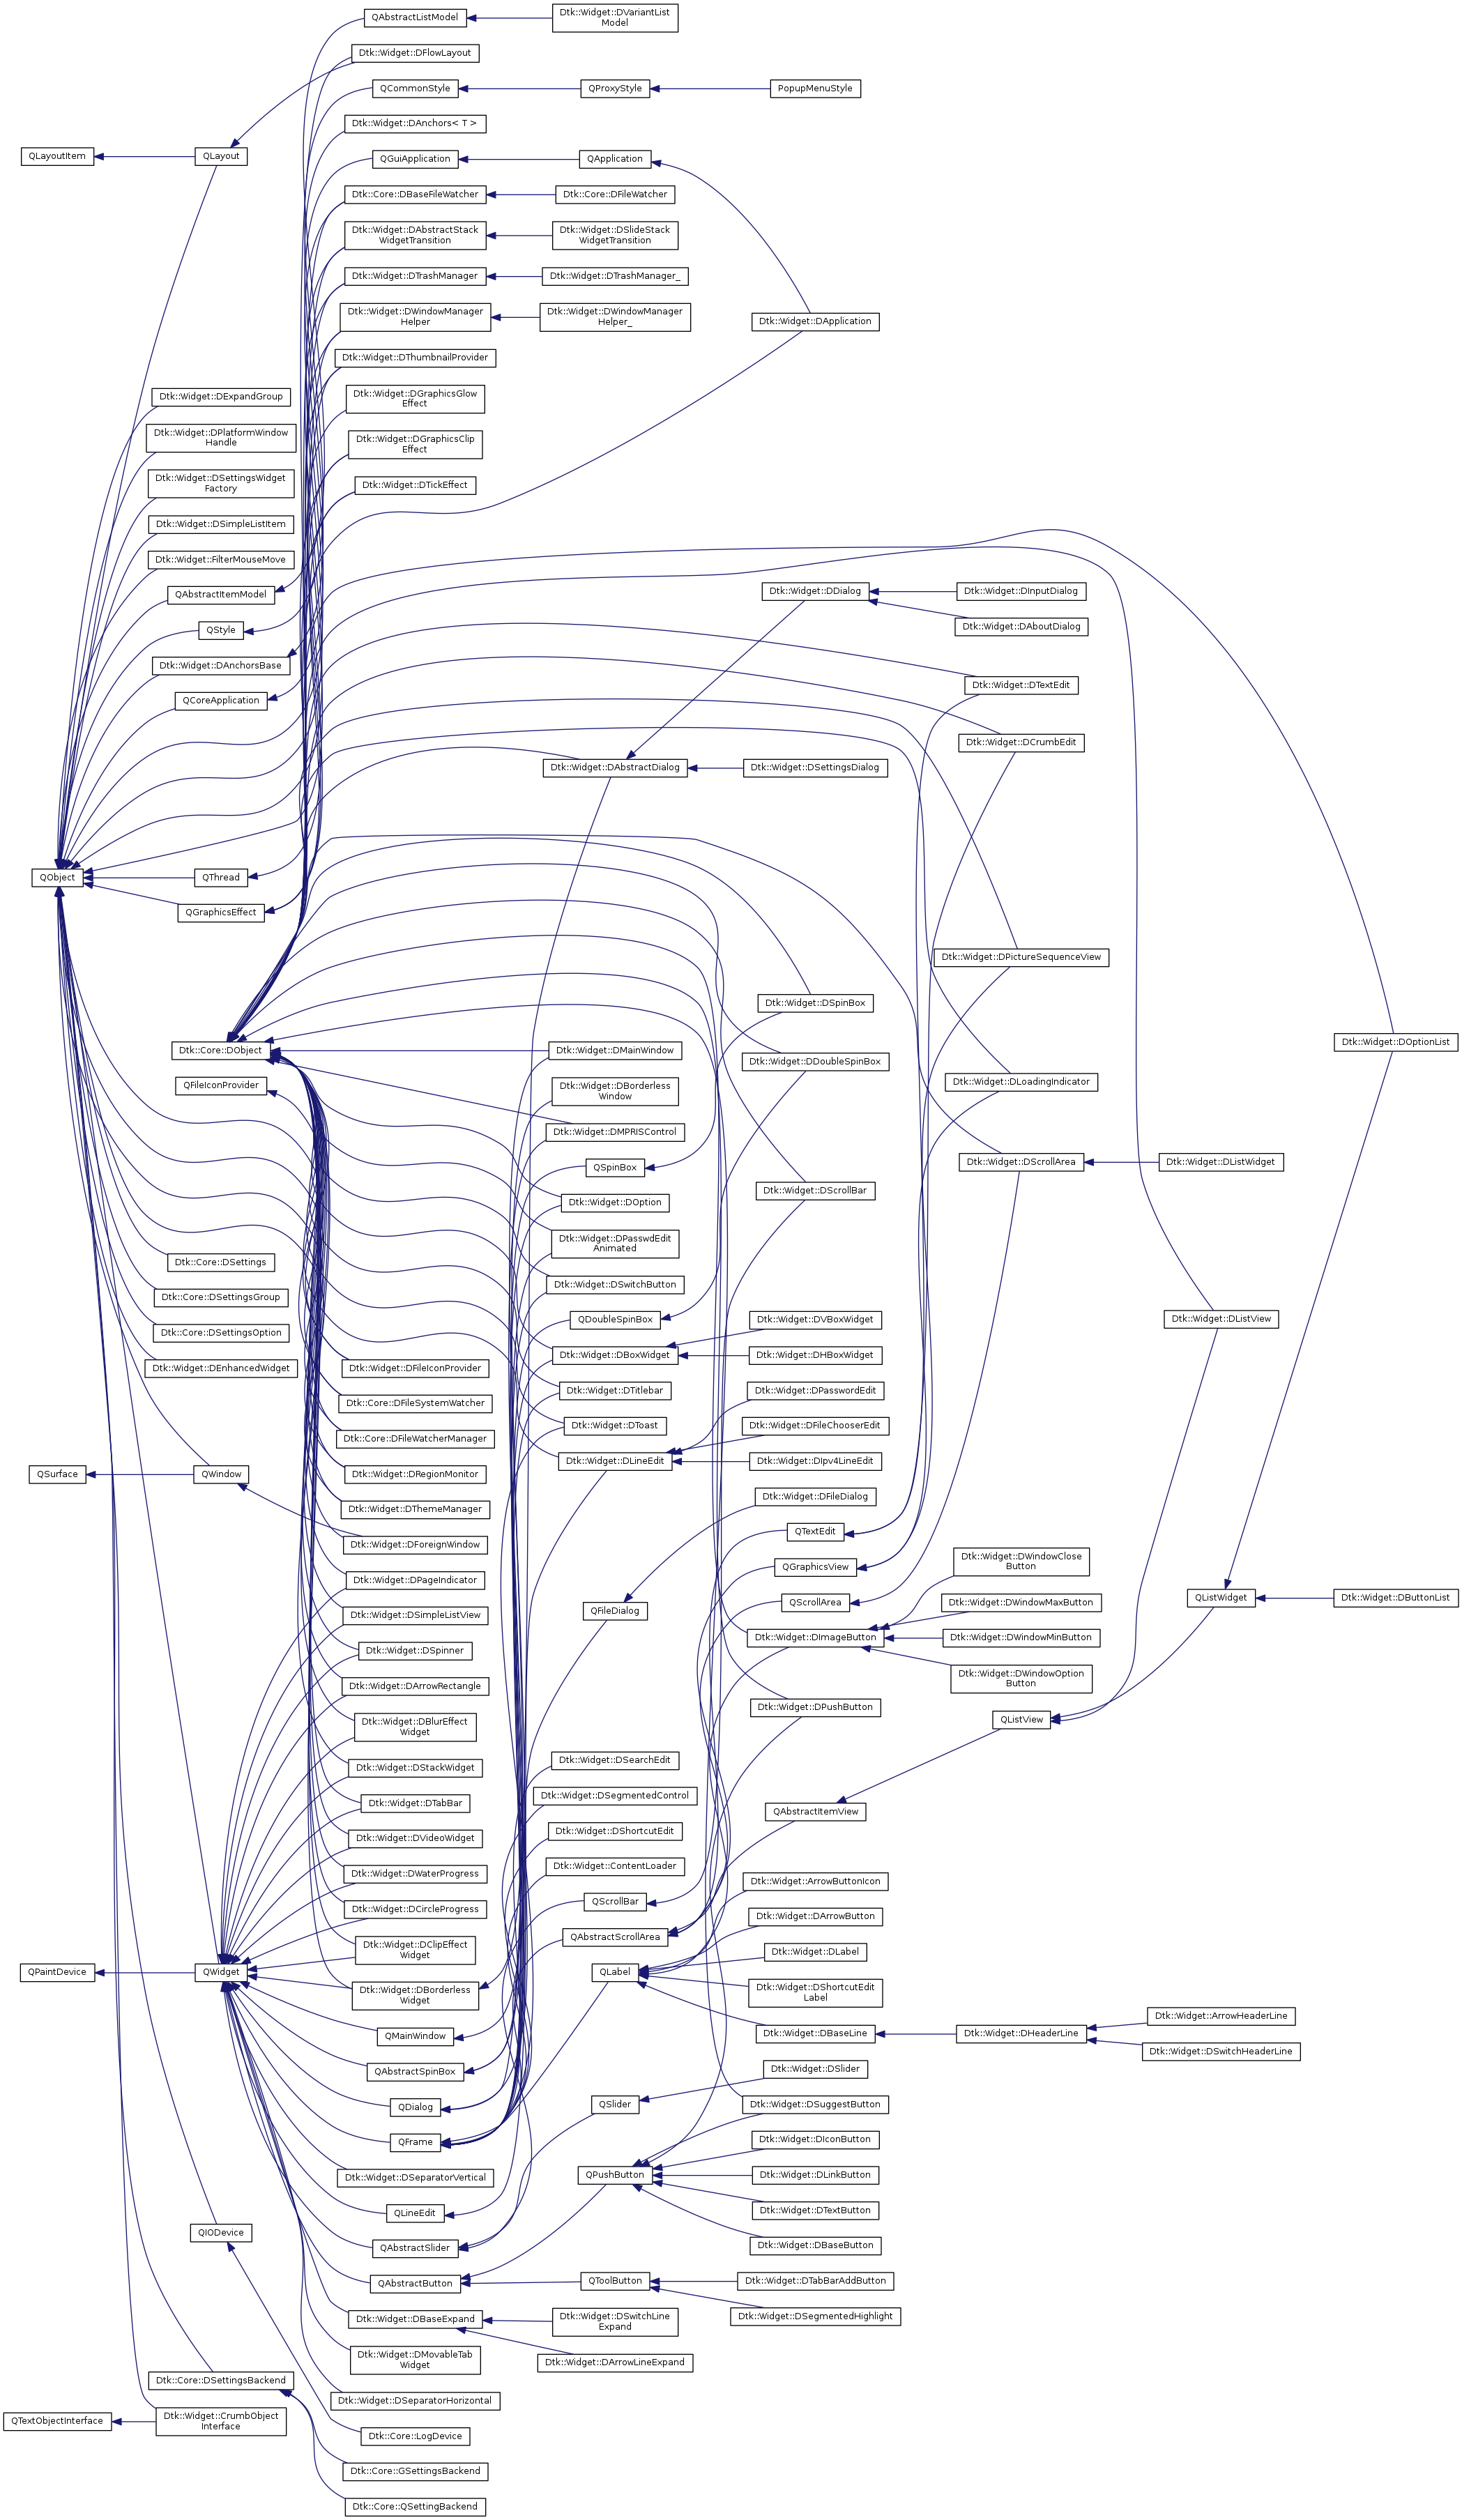 QAbstractListModel
Dtk::Widget::DVariantList
Model
Dtk::Widget::DFlowLayout
QCommonStyle
QProxyStyle
PopupMenuStyle
Dtk::Widget::DAnchors< T >
QLayoutItem
QLayout
QGuiApplication
QApplication
Dtk::Core::DBaseFileWatcher
Dtk::Core::DFileWatcher
Dtk::Widget::DAbstractStack
WidgetTransition
Dtk::Widget::DSlideStack
WidgetTransition
Dtk::Widget::DTrashManager
Dtk::Widget::DTrashManager_
Dtk::Widget::DWindowManager
Helper
Dtk::Widget::DWindowManager
Helper_
Dtk::Widget::DApplication
Dtk::Widget::DThumbnailProvider
Dtk::Widget::DExpandGroup
Dtk::Widget::DGraphicsGlow
Effect
Dtk::Widget::DPlatformWindow
Handle
Dtk::Widget::DGraphicsClip
Effect
Dtk::Widget::DSettingsWidget
Factory
Dtk::Widget::DTickEffect
Dtk::Widget::DSimpleListItem
Dtk::Widget::FilterMouseMove
QAbstractItemModel
Dtk::Widget::DDialog
Dtk::Widget::DInputDialog
Dtk::Widget::DAboutDialog
QStyle
Dtk::Widget::DAnchorsBase
Dtk::Widget::DTextEdit
QCoreApplication
Dtk::Widget::DCrumbEdit
Dtk::Widget::DAbstractDialog
Dtk::Widget::DSettingsDialog
QObject
QThread
QGraphicsEffect
Dtk::Widget::DPictureSequenceView
Dtk::Widget::DSpinBox
Dtk::Widget::DOptionList
Dtk::Core::DObject
Dtk::Widget::DMainWindow
Dtk::Widget::DDoubleSpinBox
QFileIconProvider
Dtk::Widget::DBorderless
Window
Dtk::Widget::DLoadingIndicator
Dtk::Widget::DMPRISControl
QSpinBox
Dtk::Widget::DScrollArea
Dtk::Widget::DListWidget
Dtk::Widget::DOption
Dtk::Widget::DScrollBar
Dtk::Widget::DPasswdEdit
Animated
Dtk::Core::DSettings
Dtk::Widget::DSwitchButton
Dtk::Core::DSettingsGroup
QDoubleSpinBox
Dtk::Widget::DVBoxWidget
Dtk::Widget::DListView
Dtk::Core::DSettingsOption
Dtk::Widget::DBoxWidget
Dtk::Widget::DHBoxWidget
Dtk::Widget::DEnhancedWidget
Dtk::Widget::DFileIconProvider
Dtk::Widget::DTitlebar
Dtk::Widget::DPasswordEdit
Dtk::Core::DFileSystemWatcher
Dtk::Widget::DToast
Dtk::Widget::DFileChooserEdit
Dtk::Core::DFileWatcherManager
Dtk::Widget::DLineEdit
Dtk::Widget::DIpv4LineEdit
QSurface
QWindow
Dtk::Widget::DRegionMonitor
Dtk::Widget::DFileDialog
Dtk::Widget::DThemeManager
QTextEdit
Dtk::Widget::DForeignWindow
QGraphicsView
Dtk::Widget::DWindowClose
Button
Dtk::Widget::DPageIndicator
QScrollArea
Dtk::Widget::DWindowMaxButton
QListWidget
Dtk::Widget::DButtonList
Dtk::Widget::DSimpleListView
QFileDialog
Dtk::Widget::DImageButton
Dtk::Widget::DWindowMinButton
Dtk::Widget::DSpinner
Dtk::Widget::DWindowOption
Button
Dtk::Widget::DArrowRectangle
Dtk::Widget::DPushButton
Dtk::Widget::DBlurEffect
Widget
QListView
Dtk::Widget::DStackWidget
Dtk::Widget::DSearchEdit
Dtk::Widget::DTabBar
Dtk::Widget::DSegmentedControl
QAbstractItemView
Dtk::Widget::DVideoWidget
Dtk::Widget::DShortcutEdit
Dtk::Widget::DWaterProgress
Dtk::Widget::ContentLoader
Dtk::Widget::ArrowButtonIcon
Dtk::Widget::DCircleProgress
QScrollBar
Dtk::Widget::DArrowButton
Dtk::Widget::DClipEffect
Widget
QAbstractScrollArea
Dtk::Widget::DLabel
QPaintDevice
QWidget
QLabel
Dtk::Widget::DBorderless
Widget
Dtk::Widget::DShortcutEdit
Label
QMainWindow
Dtk::Widget::DBaseLine
Dtk::Widget::DHeaderLine
Dtk::Widget::ArrowHeaderLine
Dtk::Widget::DSwitchHeaderLine
QAbstractSpinBox
Dtk::Widget::DSlider
QDialog
QSlider
Dtk::Widget::DSuggestButton
QFrame
Dtk::Widget::DIconButton
Dtk::Widget::DSeparatorVertical
QPushButton
Dtk::Widget::DLinkButton
QLineEdit
Dtk::Widget::DTextButton
QIODevice
QAbstractSlider
Dtk::Widget::DBaseButton
QAbstractButton
QToolButton
Dtk::Widget::DTabBarAddButton
Dtk::Widget::DBaseExpand
Dtk::Widget::DSwitchLine
Expand
Dtk::Widget::DSegmentedHighlight
Dtk::Widget::DMovableTab
Widget
Dtk::Widget::DArrowLineExpand
Dtk::Core::DSettingsBackend
Dtk::Widget::DSeparatorHorizontal
QTextObjectInterface
Dtk::Widget::CrumbObject
Interface
Dtk::Core::LogDevice
Dtk::Core::GSettingsBackend
Dtk::Core::QSettingBackend